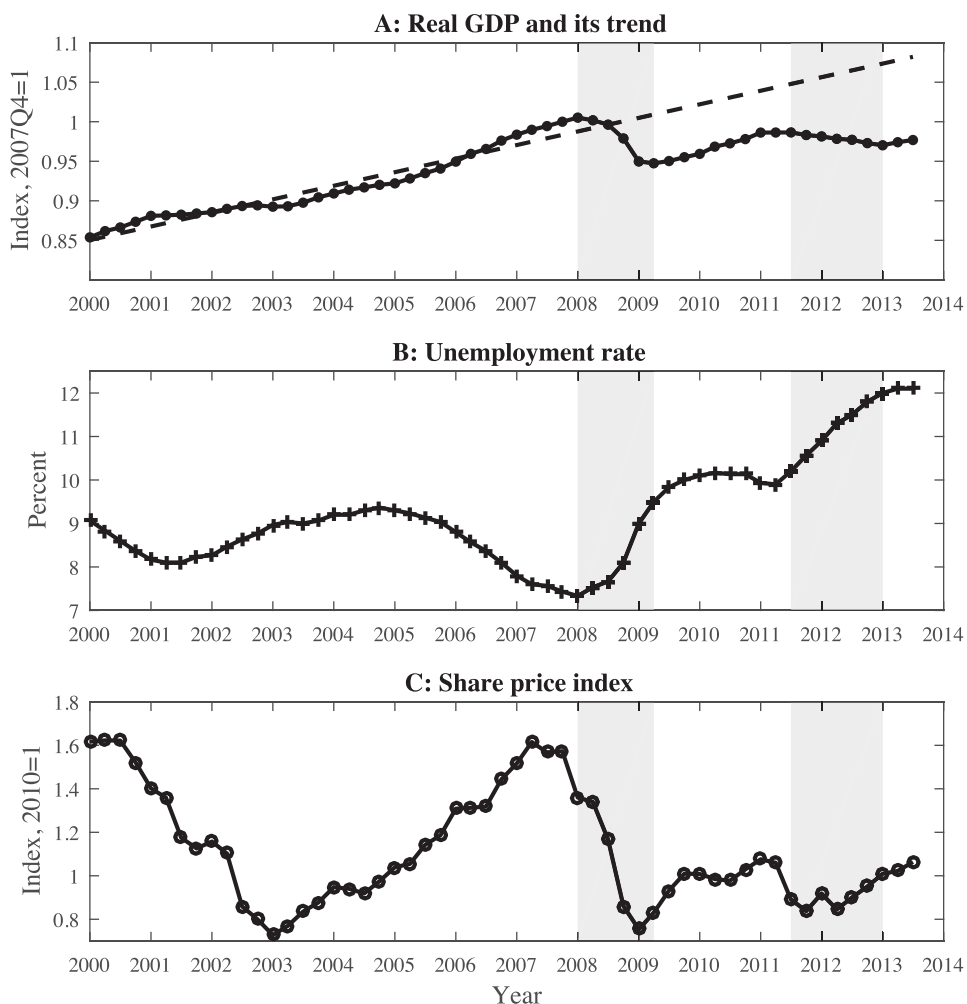 A: Real GDP and its trend
Index, 2007Q4=1
1.1
1.05
1
0.95
0.9
0.85
2000 2001 2002 2003 2004 2005 2006 2007 2008 2009 2010 2011 2012 2013 2014
B: Unemployment rate
Percent
12
11
10
9
8
7
2000 2001 2002 2003 2004 2005 2006 2007 2008 2009 2010 2011 2012 2013 2014
C: Share price index
Index, 2010=1
1.8
1.6
1.4
1.2
1
0.8
2000 2001 2002 2003 2004 2005 2006 2007 2008 2009 2010 2011 2012 2013 2014
Year